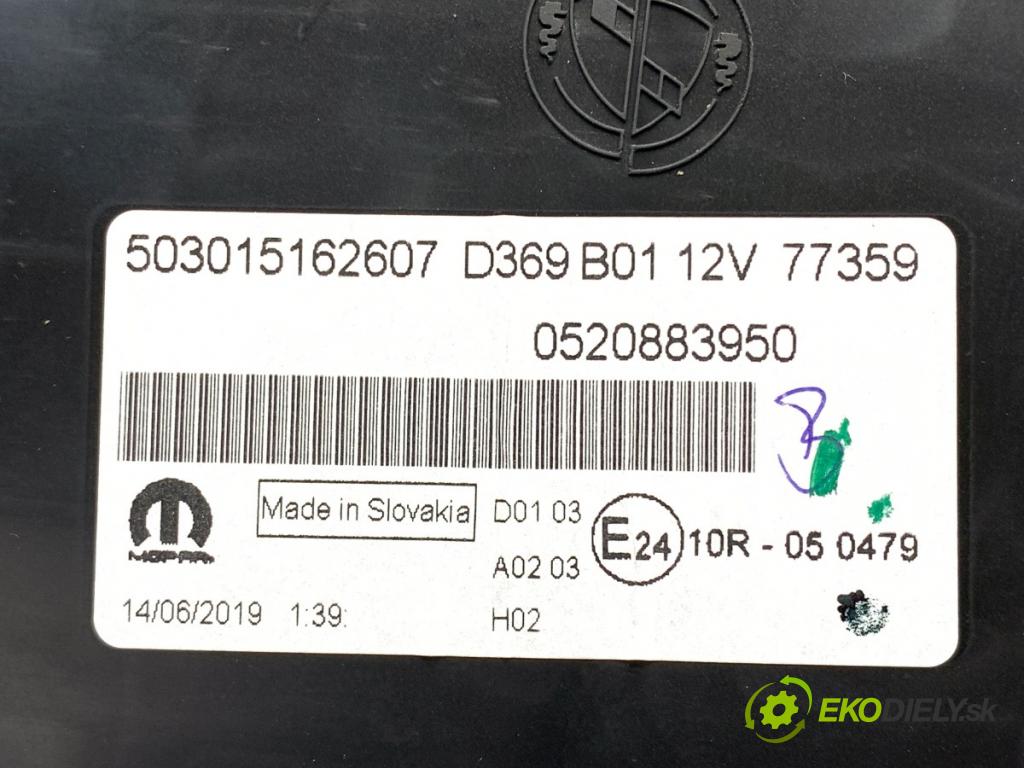 503015162607 D369 B01 12V 77359
0520883950
Made in Slovakia D01 03
E24 10R - 05 0479
MOPAR
A02 03
14/06/2019 1:39: H02
EKODIELY.sk